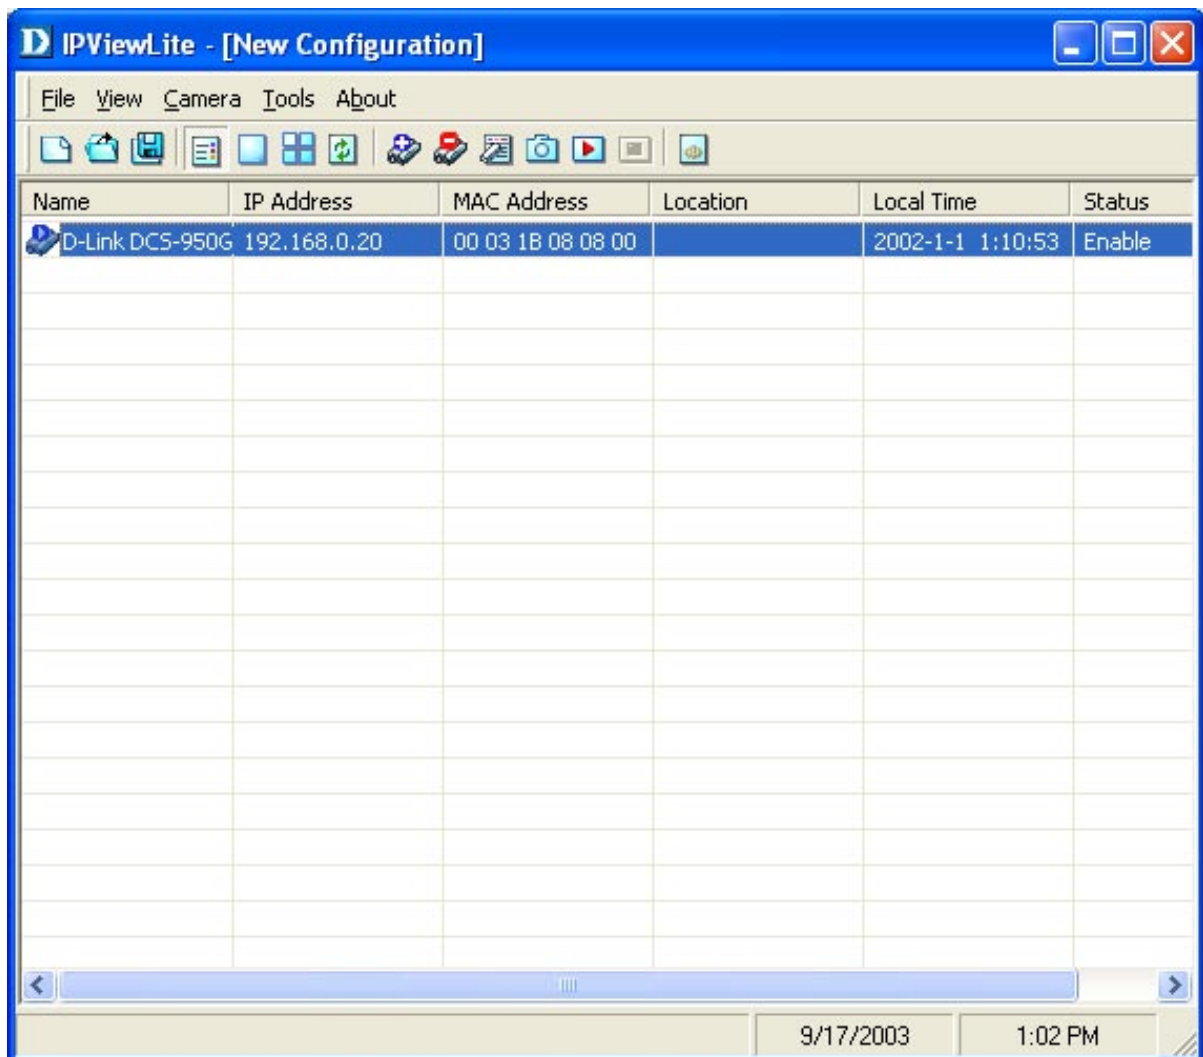 IPViewLite - [New Configuration]
File View Camera Tools About
Name IP Address MAC Address Location Local Time Status
D-Link DCS-950G 192.168.0.20 00 03 1B 08 08 00 2002-1-1 1:10:53 Enable
9/17/2003 1:02 PM